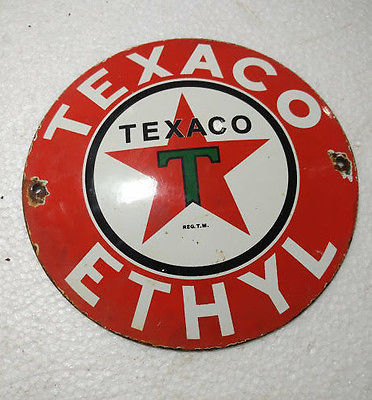 TEXACO
TEXACO
T
REG. T.M.
ETHYL